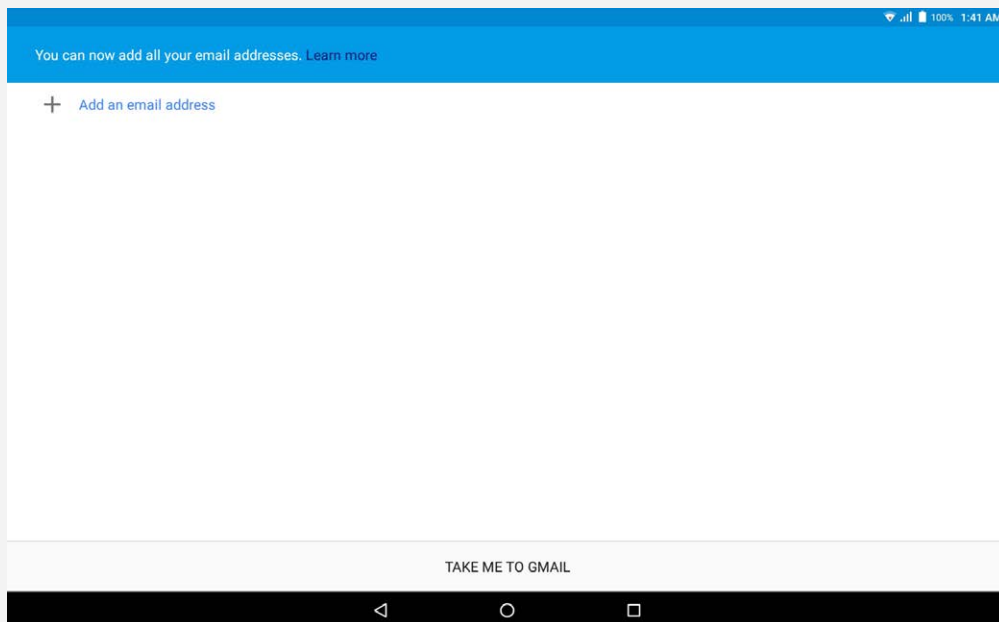 100% 1:41 AM
You can now add all your email addresses. Learn more
Add an email address
TAKE ME TO GMAIL